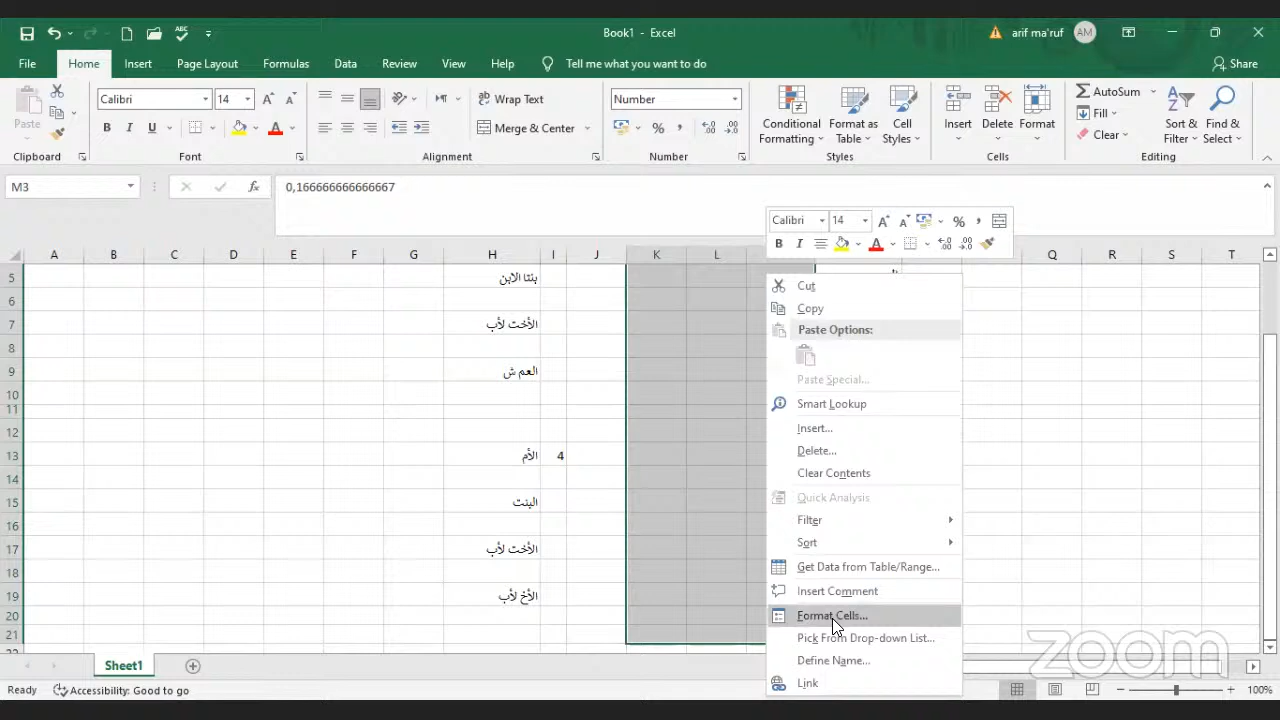 Book1 - Excel
arif ma'ruf
AM
File Home Insert Page Layout Formulas Data Review View Help Tell me what you want to do Share
Paste
Calibri 14
Wrap Text
Number
Merge & Center
Conditional Formatting
Format as Table
Cell Styles
Insert
Delete
Format
AutoSum
Fill
Clear
Sort & Filter
Find & Select
Clipboard Font Alignment Number Styles Cells Editing
M3
fx
0,166666666666667
Calibri 14
A B C D E F G H I J K L Q R S T
5 بنتا الابن
6
7 الأخت لأب
8
9 العم ش
10
11
12
13 الأم 4
14
15 البنت
16
17 الأخت لأب
18
19 الأخ لأب
20
21
Cut
Copy
Paste Options:
Paste Special...
Smart Lookup
Insert...
Delete...
Clear Contents
Quick Analysis
Filter
Sort
Get Data from Table/Range...
Insert Comment
Format Cells...
Pick From Drop-down List...
Define Name...
Link
Sheet1
Ready
Accessibility: Good to go
100%
zoom